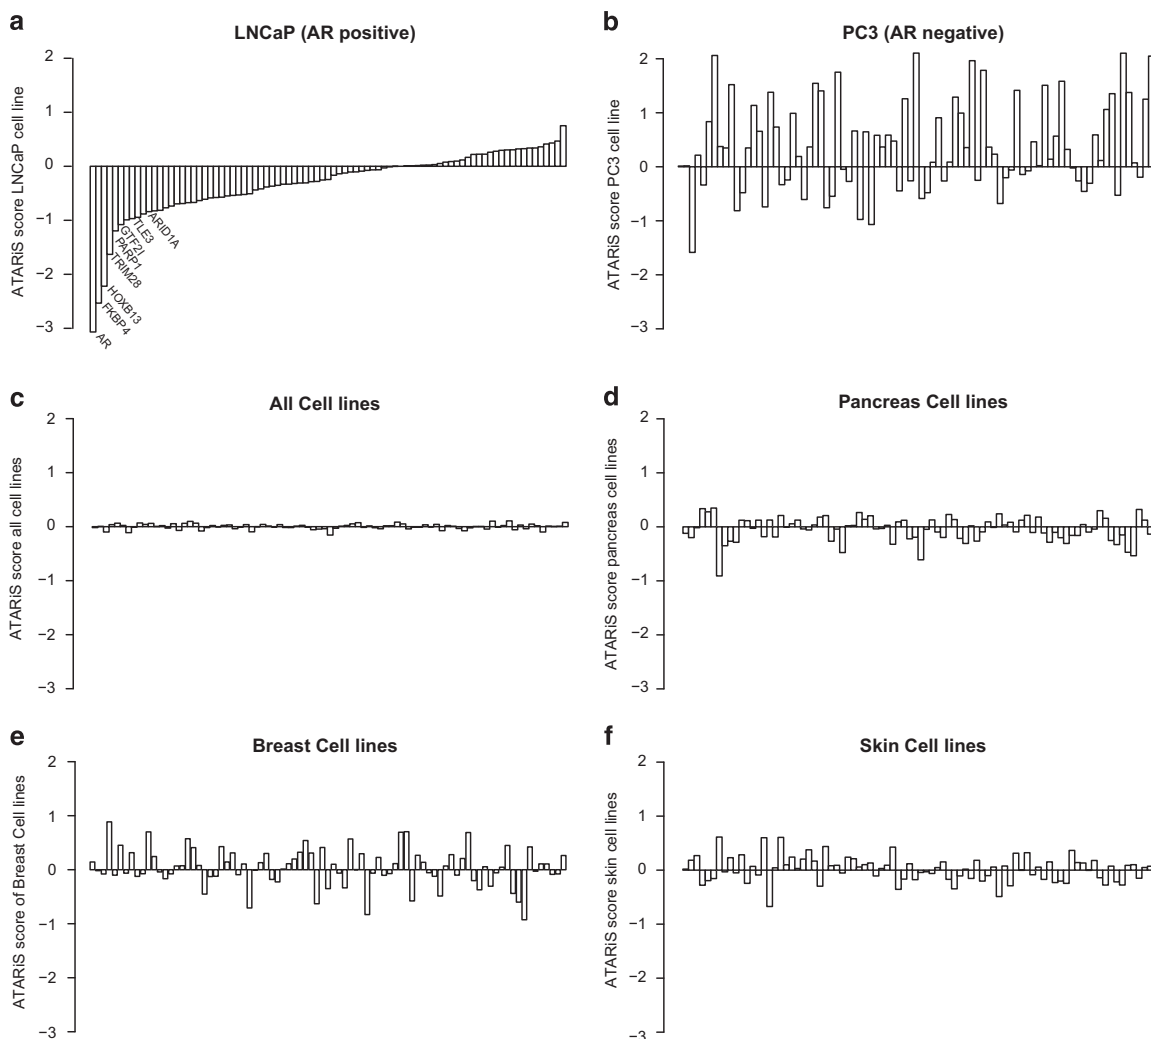 a
LNCaP (AR positive)
ATARiS score LNCaP cell line
2
1
0
−1
−2
−3
AR
FKBP4
HOXB13
TRIM28
PARP1
GTF2I
TLE3
ARID1A
b
PC3 (AR negative)
ATARiS score PC3 cell line
2
1
0
−1
−2
−3
c
All Cell lines
ATARiS score all cell lines
2
1
0
−1
−2
−3
d
Pancreas Cell lines
ATARiS score pancreas cell lines
2
1
0
−1
−2
−3
e
Breast Cell lines
ATARiS score of Breast Cell lines
2
1
0
−1
−2
−3
f
Skin Cell lines
ATARiS score skin cell lines
2
1
0
−1
−2
−3